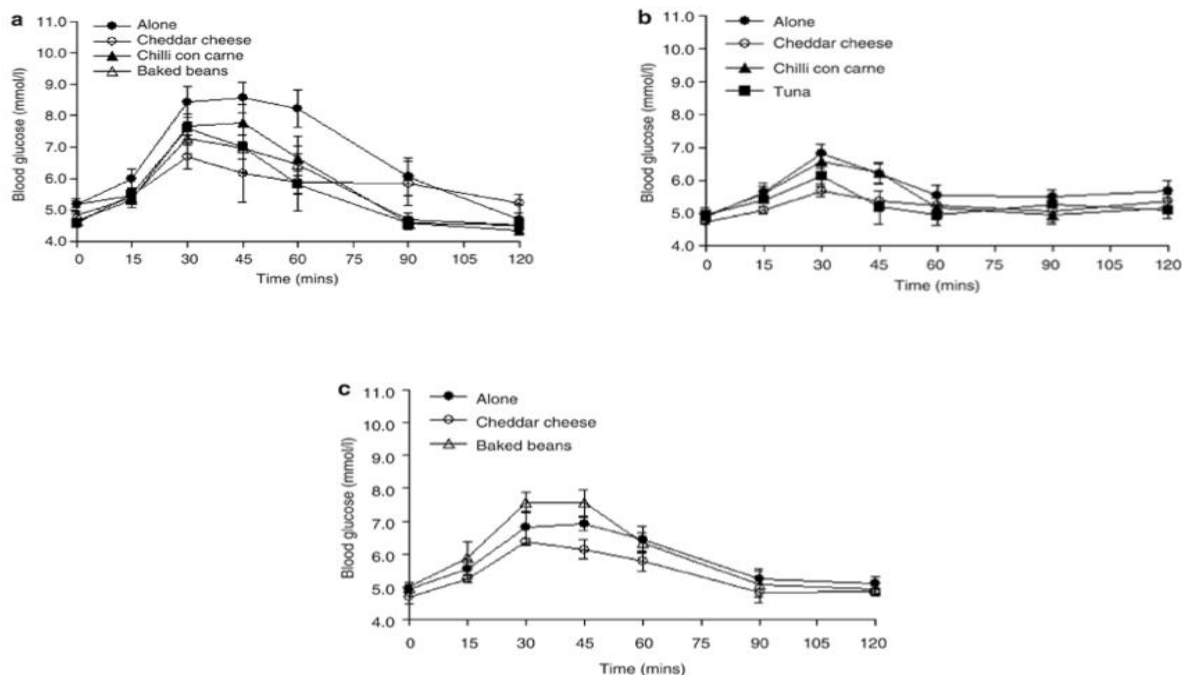 a
11.0
10.0
9.0
8.0
7.0
6.0
5.0
4.0
Blood glucose (mmol/l)
Alone
Cheddar cheese
Chilli con carne
Baked beans
0 15 30 45 60 75 90 105 120
Time (mins)
b
11.0
10.0
9.0
8.0
7.0
6.0
5.0
4.0
Blood glucose (mmol/l)
Alone
Cheddar cheese
Chilli con carne
Tuna
0 15 30 45 60 75 90 105 120
Time (mins)
c
11.0
10.0
9.0
8.0
7.0
6.0
5.0
4.0
Blood glucose (mmol/l)
Alone
Cheddar cheese
Baked beans
0 15 30 45 60 75 90 105 120
Time (mins)